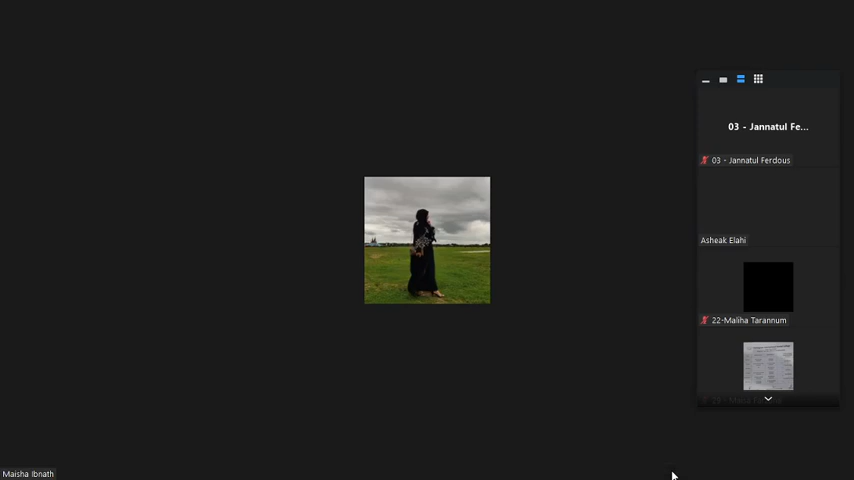 03 - Jannatul Fe...
03 - Jannatul Ferdous
Asheak Elahi
22-Maliha Tarannum
Maisha Ibnath